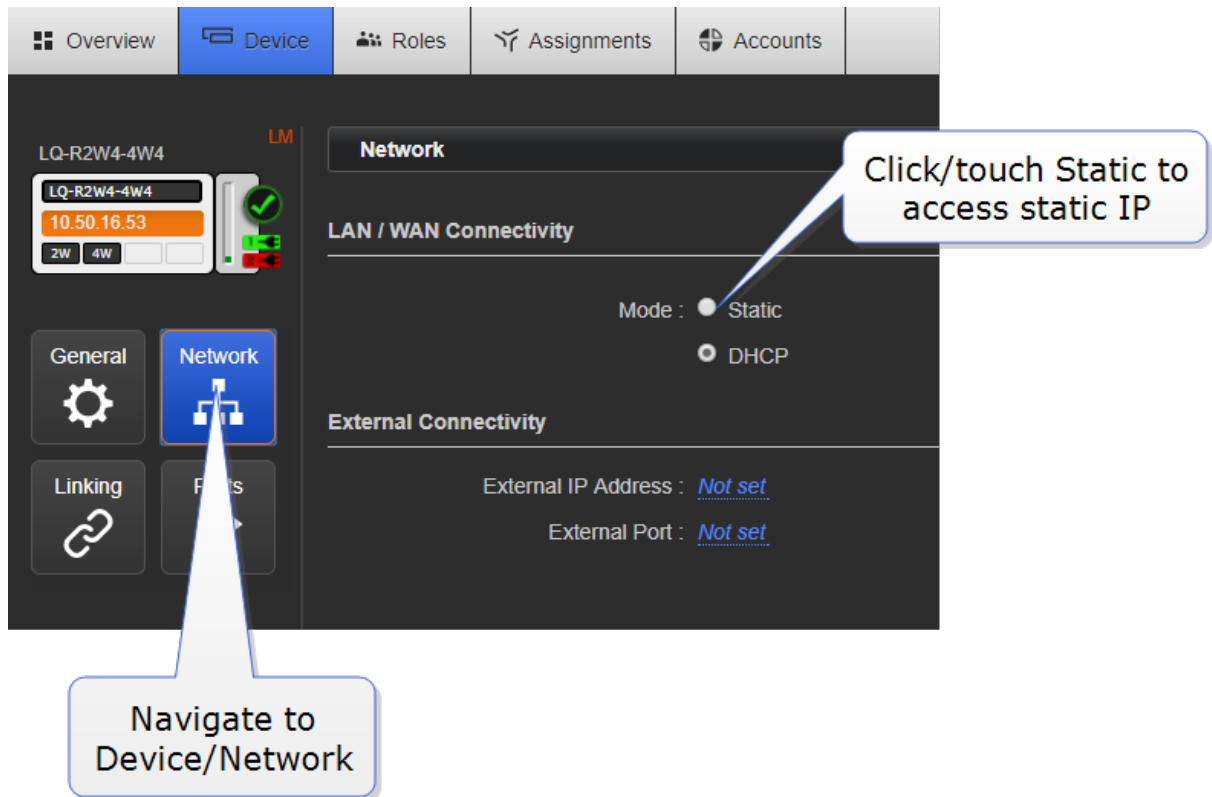 Overview Device Roles Assignments Accounts
LM
LQ-R2W4-4W4
LQ-R2W4-4W4
10.50.16.53
1
2W 4W
2
Network
LAN / WAN Connectivity
Mode : Static
DHCP
External Connectivity
External IP Address : Not set
External Port : Not set
General Network
Linking
Click/touch Static to
access static IP
Navigate to
Device/Network